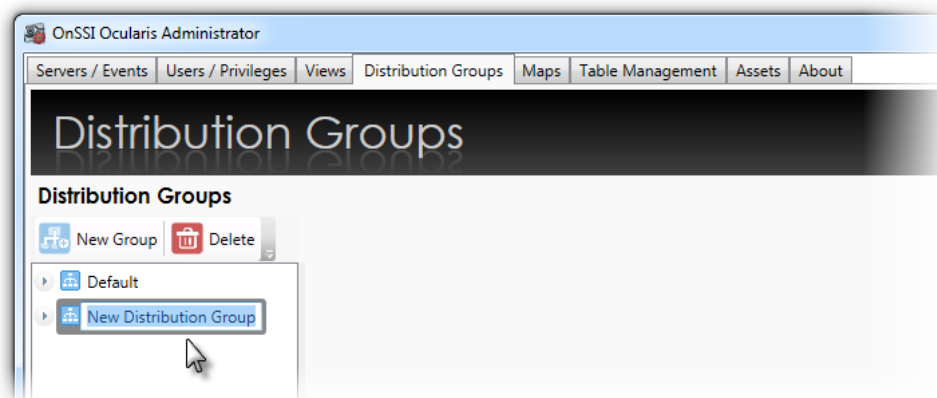 OnSSI Ocularis Administrator
Servers / Events Users / Privileges Views Distribution Groups Maps Table Management Assets About
Distribution Groups
Distribution Groups
New Group Delete
Default
New Distribution Group